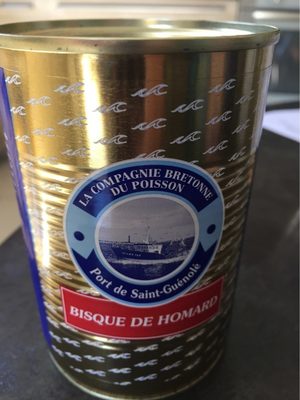 LA COMPAGNIE BRETONNE
DU POISSON
Port de Saint-Guénolé
BISQUE DE HOMARD